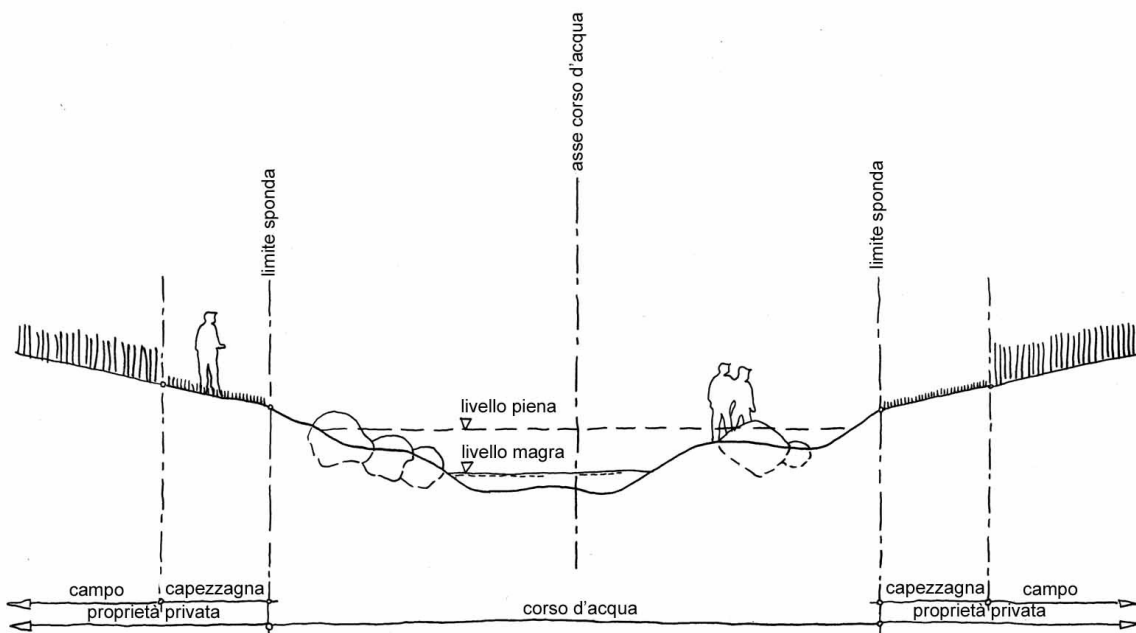 asse corso d'acqua
limite sponda
limite sponda
livello piena
livello magra
campo capezzagna capezzagna campo
proprietà privata corso d'acqua proprietà privata